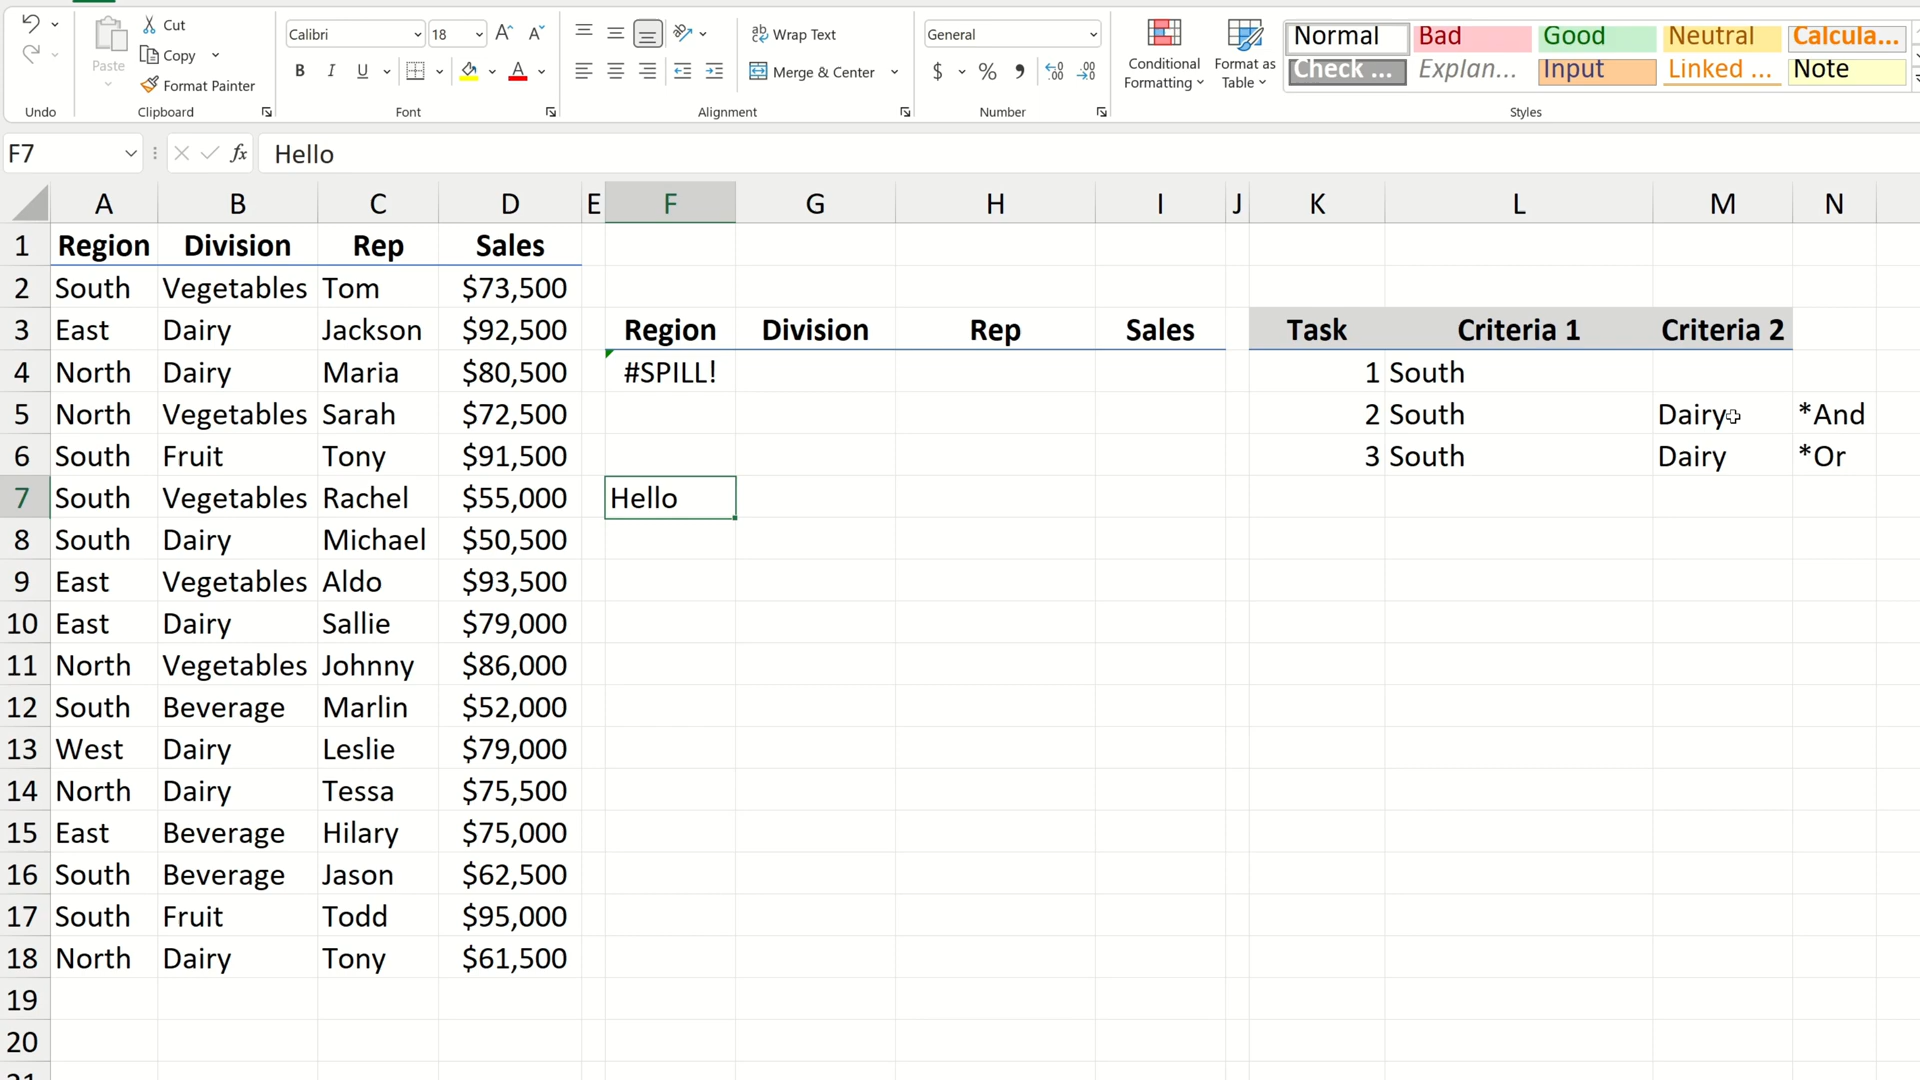 Cut
Copy
Paste
Format Painter
Undo
Clipboard
Calibri
18
B I U
A
Font
Wrap Text
Merge & Center
Alignment
General
$ %
Number
Conditional Formatting
Format as Table
Normal Bad Good Neutral Calcula...
Check ... Explan... Input Linked ... Note
Styles
F7 fx Hello
A B C D E F G H I J K L M N
1 Region Division Rep Sales
2 South Vegetables Tom $73,500
3 East Dairy Jackson $92,500 Region Division Rep Sales Task Criteria 1 Criteria 2
4 North Dairy Maria $80,500 #SPILL! 1 South
5 North Vegetables Sarah $72,500 2 South Dairy *And
6 South Fruit Tony $91,500 3 South Dairy *Or
7 South Vegetables Rachel $55,000 Hello
8 South Dairy Michael $50,500
9 East Vegetables Aldo $93,500
10 East Dairy Sallie $79,000
11 North Vegetables Johnny $86,000
12 South Beverage Marlin $52,000
13 West Dairy Leslie $79,000
14 North Dairy Tessa $75,500
15 East Beverage Hilary $75,000
16 South Beverage Jason $62,500
17 South Fruit Todd $95,000
18 North Dairy Tony $61,500
19
20